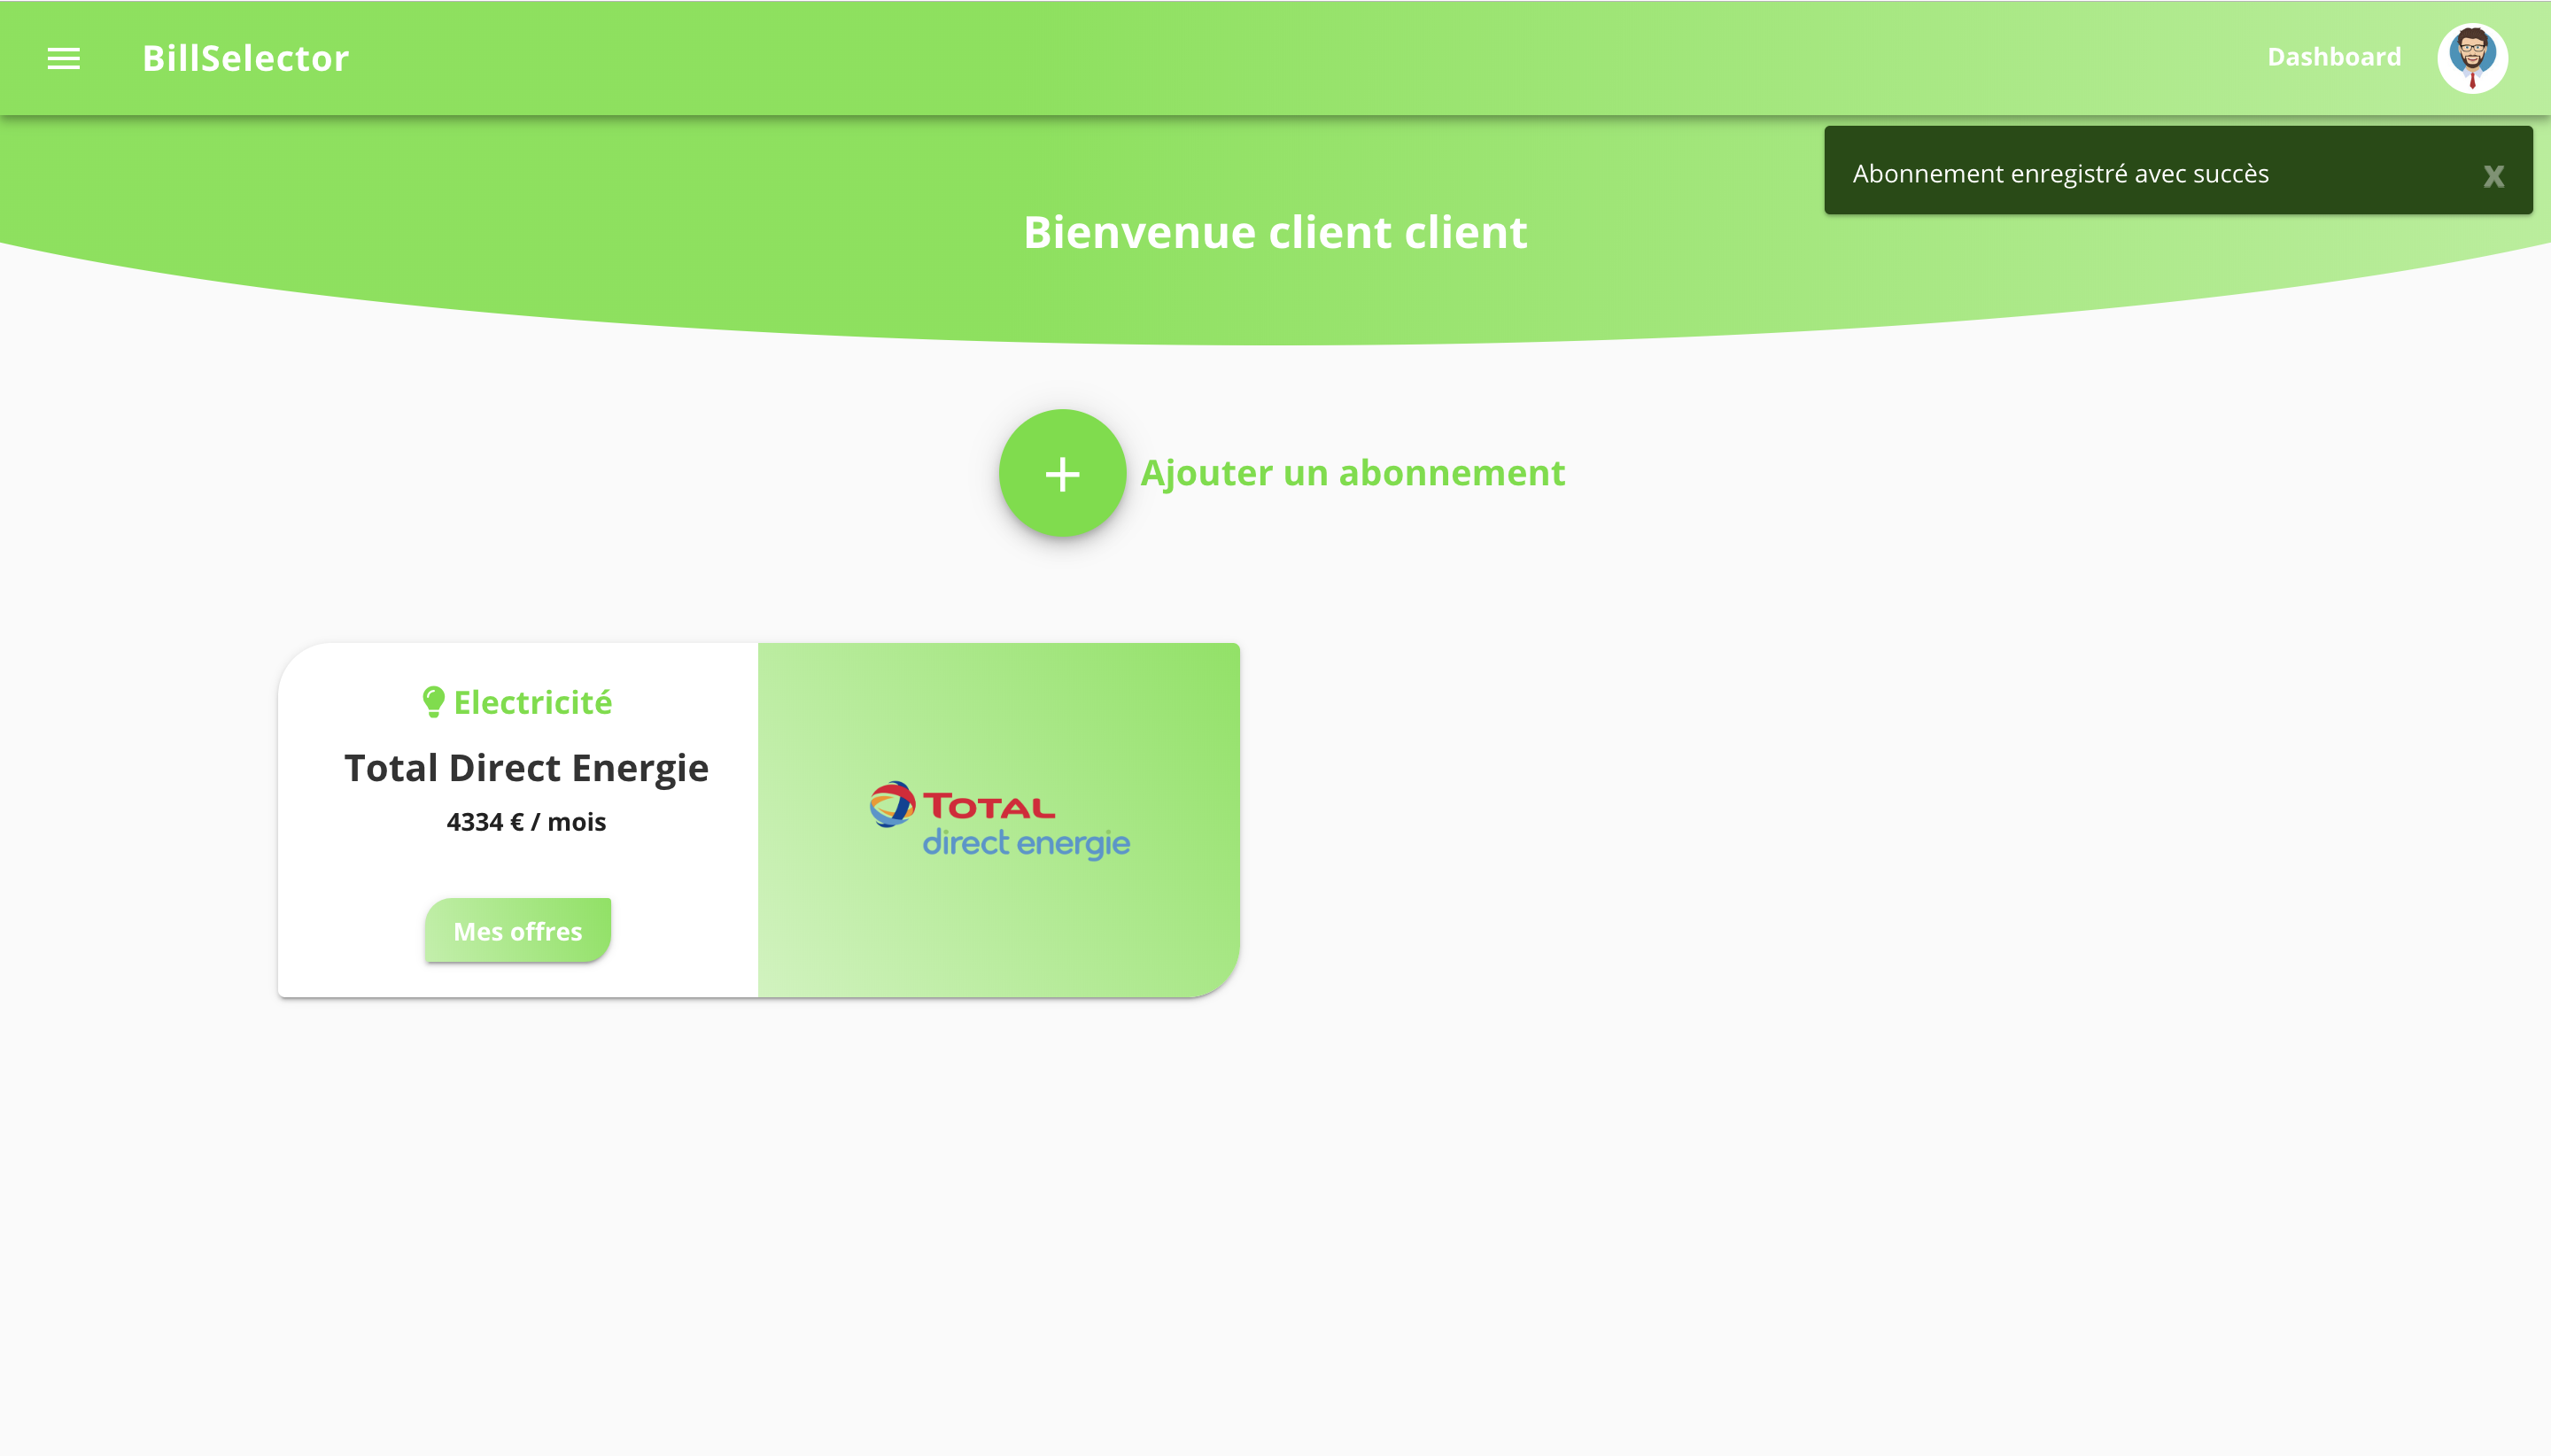 BillSelector
Dashboard
Abonnement enregistré avec succès
x
Bienvenue client client
+ Ajouter un abonnement
Electricité
Total Direct Energie
4334 € / mois
Mes offres
TOTAL
direct energie